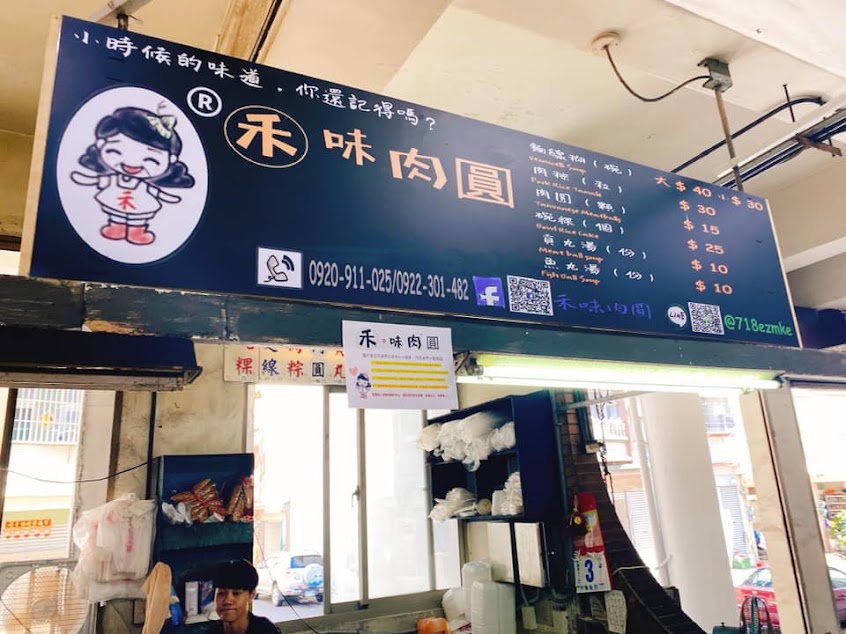 小時候的味道，你還記得嗎？
®
禾味肉圓
禾
麵線糊（碗） 大$40 小$30
Vermicelli Soup
肉粽（粒） $30
Pork Rice Tamale
肉圓（顆） $15
Taiwanese Meatballs
碗粿（個） $25
Bowl Rice Cake
貢丸湯（份） $10
Meat ball soup
魚丸湯（份） $10
Fish Ball Soup
0920-911-025/0922-301-482
禾味肉圓
LINE
@718ezmke
禾味肉圓
粿線粽圓丸
3